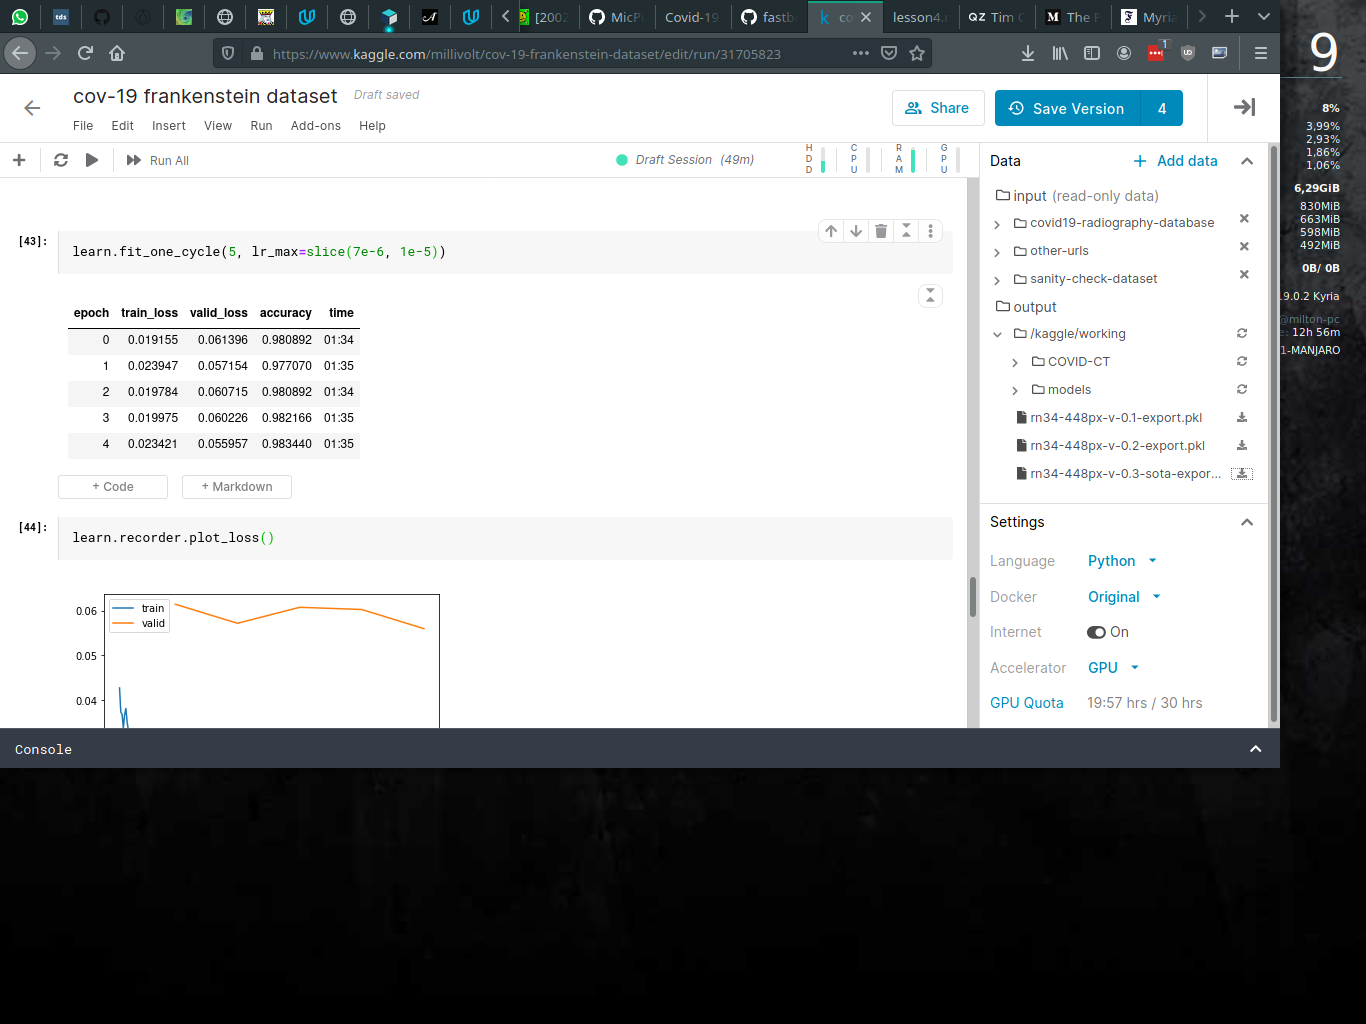 tds
[2002
MicP
Covid-19
fastb
co
lesson4.
QZ Tim
The F
Myria
https://www.kaggle.com/millivolt/cov-19-frankenstein-dataset/edit/run/31705823
1
9
cov-19 frankenstein dataset
Draft saved
File Edit Insert View Run Add-ons Help
Share
Save Version 4
Run All
Draft Session (49m)
HDD CPU RAM GPU
[43]:
learn.fit_one_cycle(5, lr_max=slice(7e-6, 1e-5))
epoch train_loss valid_loss accuracy time
0 0.019155 0.061396 0.980892 01:34
1 0.023947 0.057154 0.977070 01:35
2 0.019784 0.060715 0.980892 01:34
3 0.019975 0.060226 0.982166 01:35
4 0.023421 0.055957 0.983440 01:35
+ Code + Markdown
[44]:
learn.recorder.plot_loss()
train
valid
0.06
0.05
0.04
Data
+ Add data
input (read-only data)
covid19-radiography-database
other-urls
sanity-check-dataset
output
/kaggle/working
COVID-CT
models
rn34-448px-v-0.1-export.pkl
rn34-448px-v-0.2-export.pkl
rn34-448px-v-0.3-sota-expor...
Settings
Language Python
Docker Original
Internet On
Accelerator GPU
GPU Quota 19:57 hrs / 30 hrs
Console
8%
3,99%
2,93%
1,86%
1,06%
6,29GiB
830MiB
663MiB
598MiB
492MiB
0B/ 0B
.9.0.2 Kyria
@milton-pc
e: 12h 56m
1-MANJARO